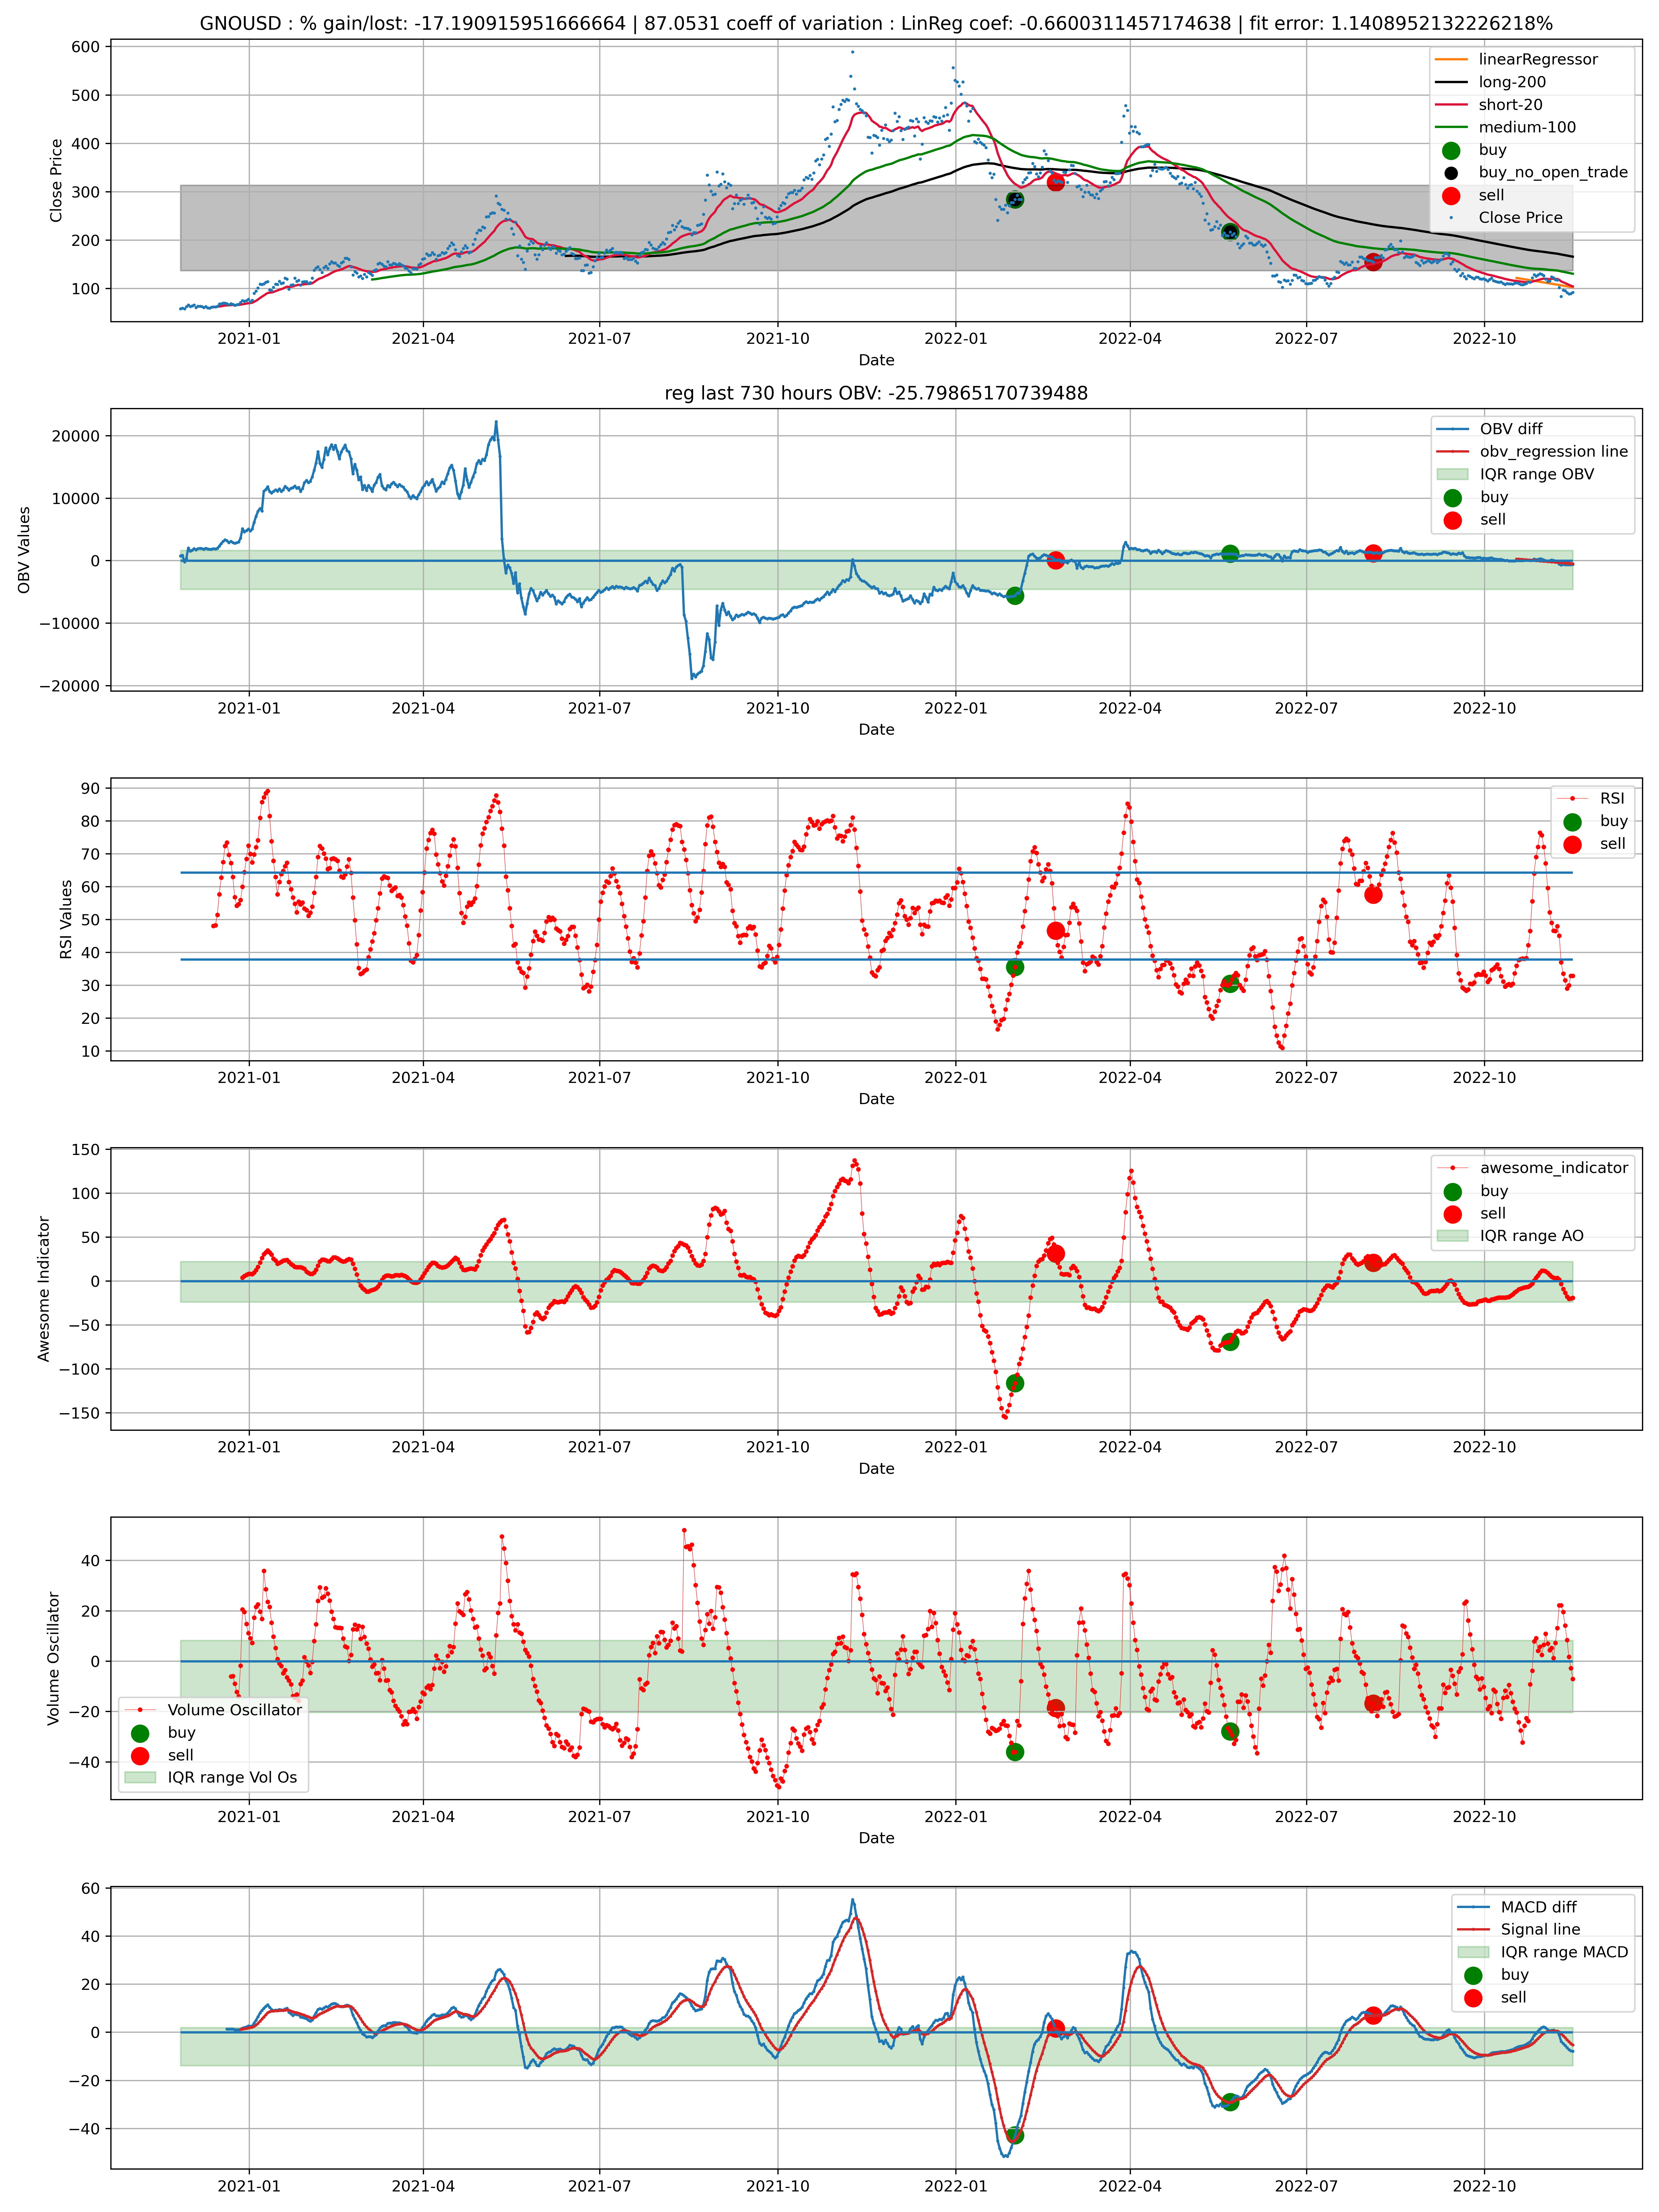 GNOUSD : % gain/lost: -17.190915951666664 | 87.0531 coeff of variation : LinReg coef: -0.6600311457174638 | fit error: 1.1408952132226218%
600
500
400
300
200
100
Close Price
linearRegressor
long-200
short-20
medium-100
buy
buy_no_open_trade
sell
Close Price
2021-01 2021-04 2021-07 2021-10 2022-01 2022-04 2022-07 2022-10
Date
reg last 730 hours OBV: -25.79865170739488
20000
10000
0
−10000
−20000
OBV Values
OBV diff
obv_regression line
IQR range OBV
buy
sell
2021-01 2021-04 2021-07 2021-10 2022-01 2022-04 2022-07 2022-10
Date
90
80
70
60
50
40
30
20
10
RSI Values
RSI
buy
sell
2021-01 2021-04 2021-07 2021-10 2022-01 2022-04 2022-07 2022-10
Date
150
100
50
0
−50
−100
−150
Awesome Indicator
awesome_indicator
buy
sell
IQR range AO
2021-01 2021-04 2021-07 2021-10 2022-01 2022-04 2022-07 2022-10
Date
40
20
0
−20
−40
Volume Oscillator
Volume Oscillator
buy
sell
IQR range Vol Os
2021-01 2021-04 2021-07 2021-10 2022-01 2022-04 2022-07 2022-10
Date
60
40
20
0
−20
−40
MACD diff
Signal line
IQR range MACD
buy
sell
2021-01 2021-04 2021-07 2021-10 2022-01 2022-04 2022-07 2022-10